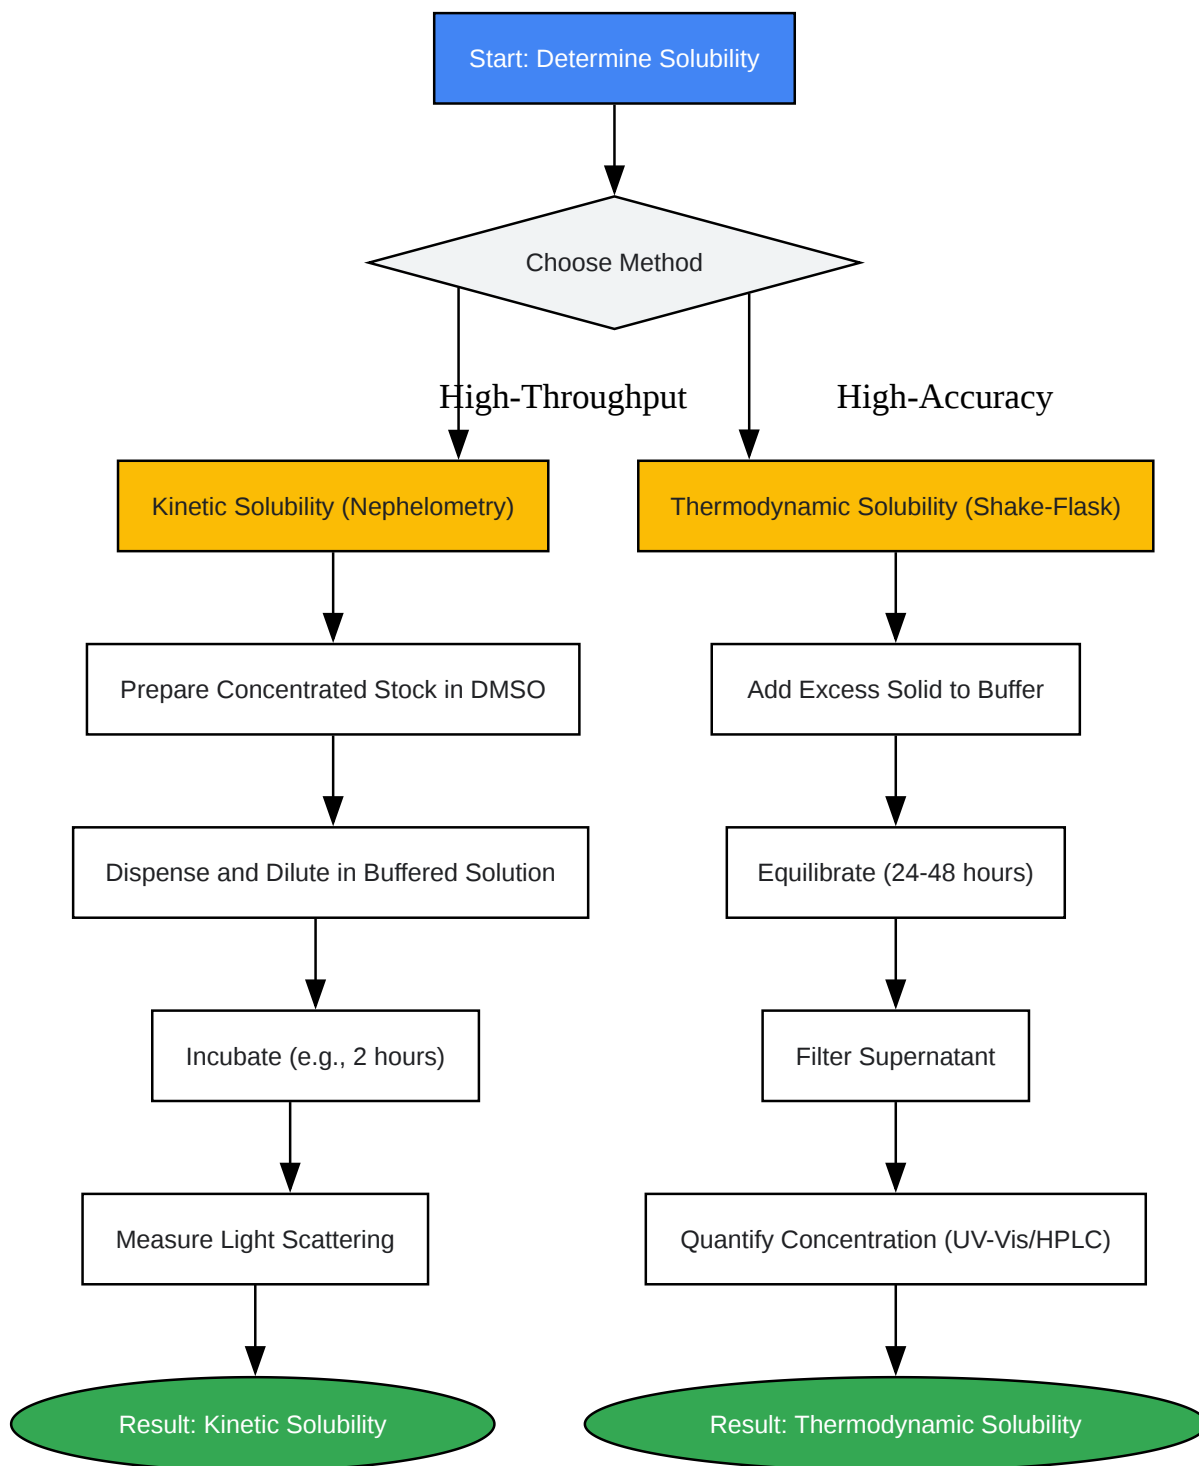 Start: Determine Solubility
Choose Method
High-Throughput
High-Accuracy
Kinetic Solubility (Nephelometry)
Thermodynamic Solubility (Shake-Flask)
Prepare Concentrated Stock in DMSO
Add Excess Solid to Buffer
Dispense and Dilute in Buffered Solution
Equilibrate (24-48 hours)
Incubate (e.g., 2 hours)
Filter Supernatant
Measure Light Scattering
Quantify Concentration (UV-Vis/HPLC)
Result: Kinetic Solubility
Result: Thermodynamic Solubility